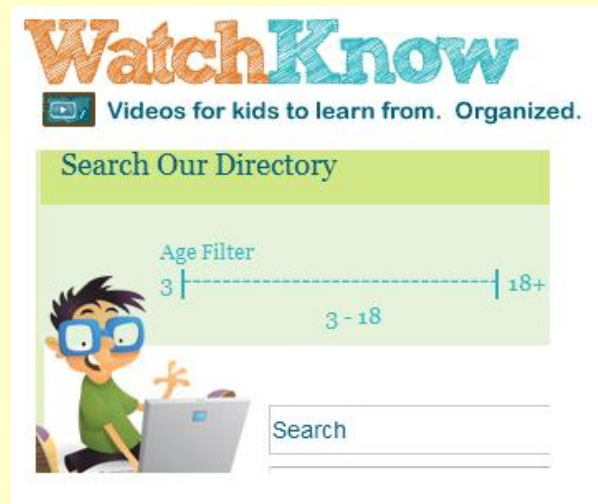 WatchKnow
Videos for kids to learn from. Organized.
Search Our Directory
Age Filter
3 18+
3 - 18
Search